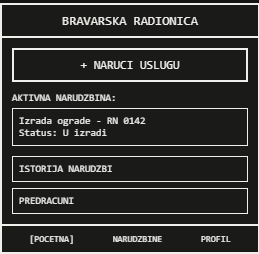 BRAVARSKA RADIONICA
+ NARUCI USLUGU
AKTIVNA NARUDZBINA:
Izrada ograde - RN 0142
Status: U izradi
ISTORIJA NARUDZBI
PREDRACUNI
[POCETNA] NARUDZBINE PROFIL